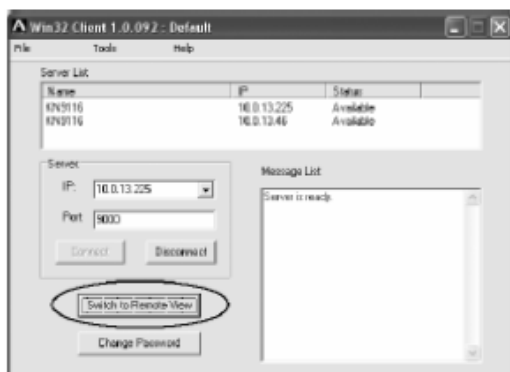 Win32 Client 1.0.092 : Default
File Tools Help
Server List
Name IP Status
KN9116 10.0.13.225 Available
KN9116 10.0.13.46 Available
Server
IP: 10.0.13.225
Port 9000
Connect Disconnect
Switch to Remote View
Change Password
Message List
Server is ready.